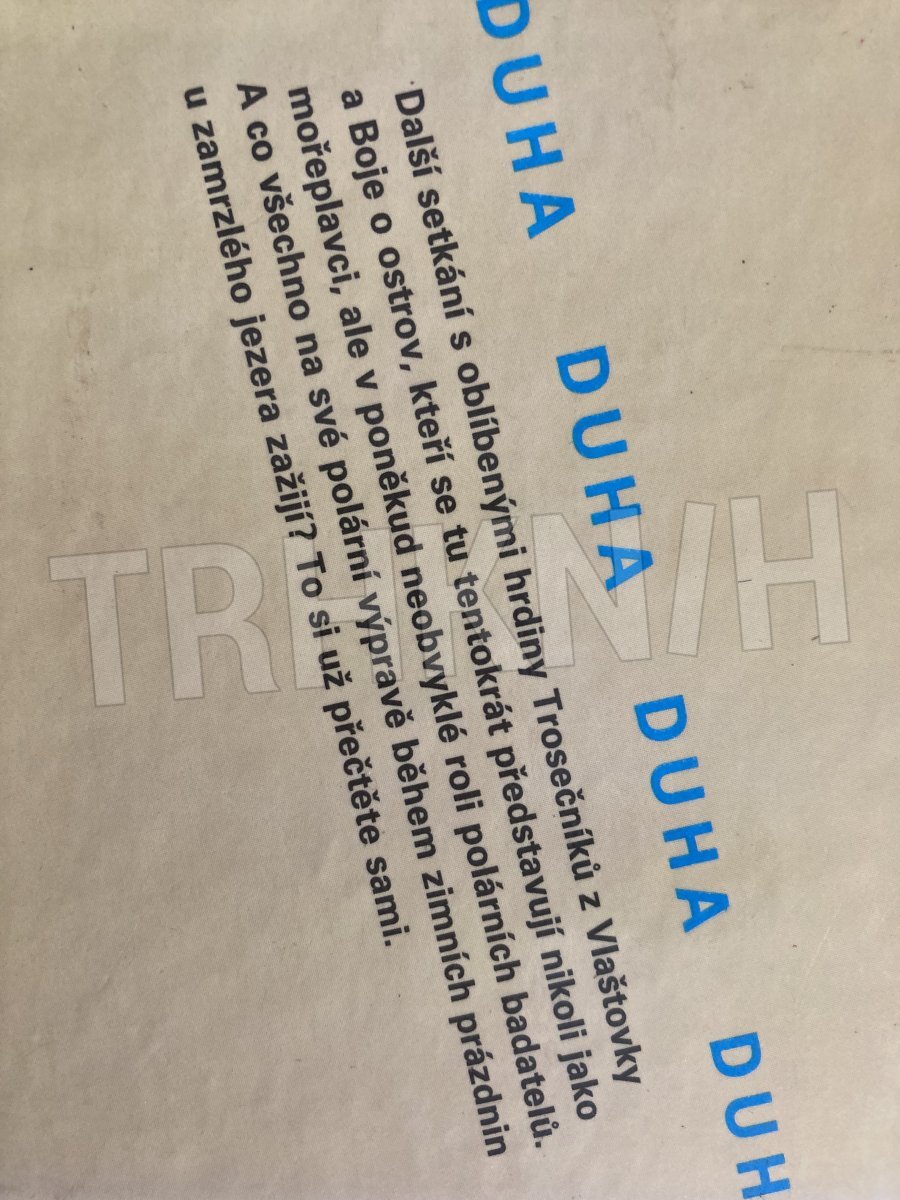 DUHA DUHA DUHA DUH
Další setkání s oblíbenými hrdiny Trosečníků z Vlaštovky
a Boje o ostrov, kteří se tu tentokrát představují nikoli jako
mořeplavci, ale v poněkud neobvyklé roli polárních badatelů.
A co všechno na své polární výpravě během zimních prázdnin
u zamrzlého jezera zažijí? To si už přečtěte sami.
TRHKNIH